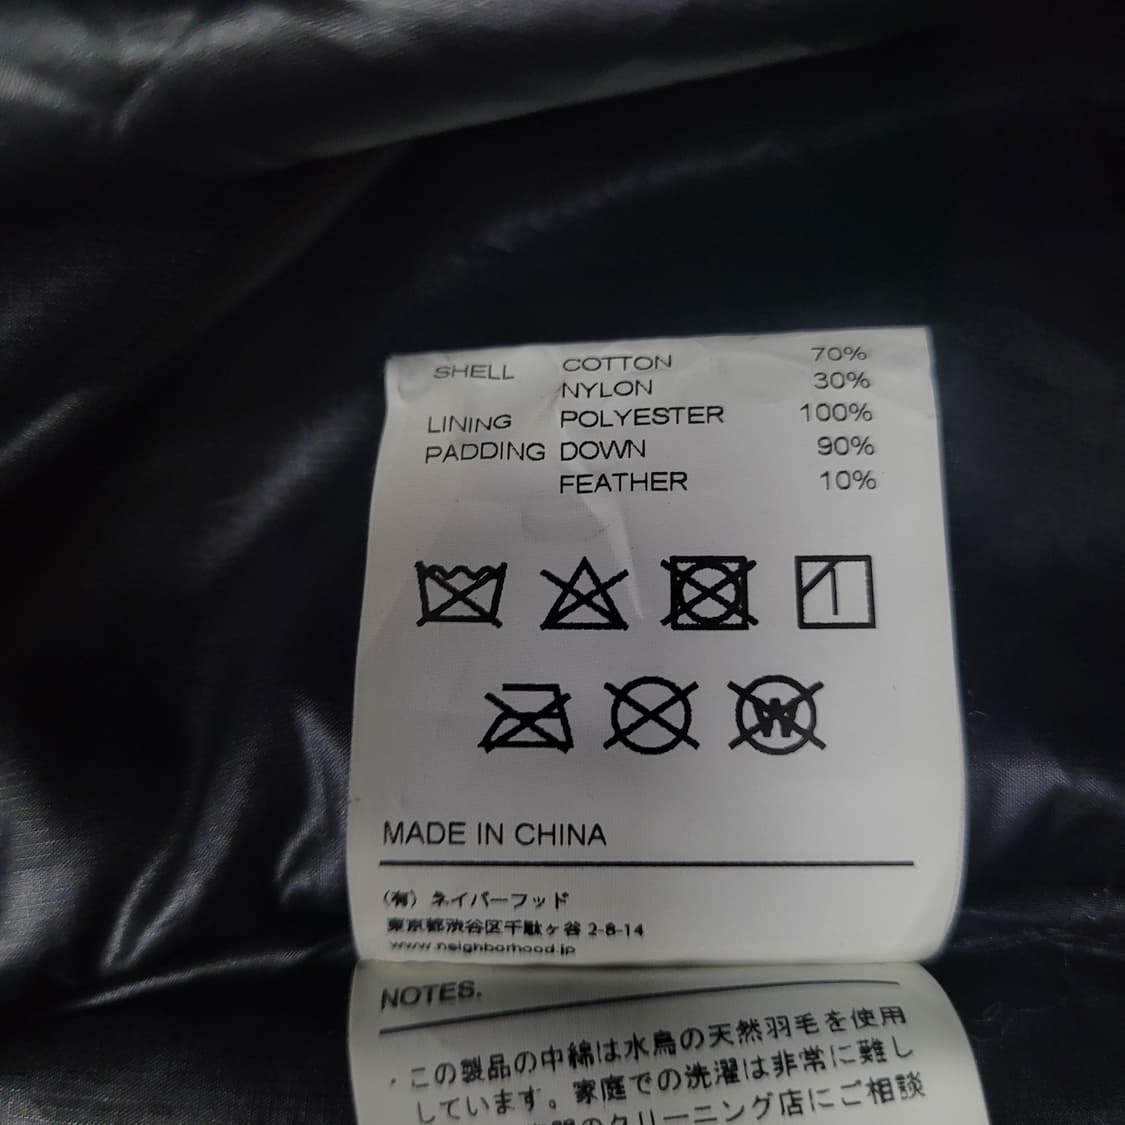 SHELL COTTON 70%
NYLON 30%
LINING POLYESTER 100%
PADDING DOWN 90%
FEATHER 10%
W
MADE IN CHINA
(有) ネイバーフッド
東京都渋谷区千駄ヶ谷 2-8-14
www.neighborhood.jp
NOTES.
・この製品の中綿は水鳥の天然羽毛を使用
しています。家庭での洗濯は非常に難し
クリーニング店にご相談